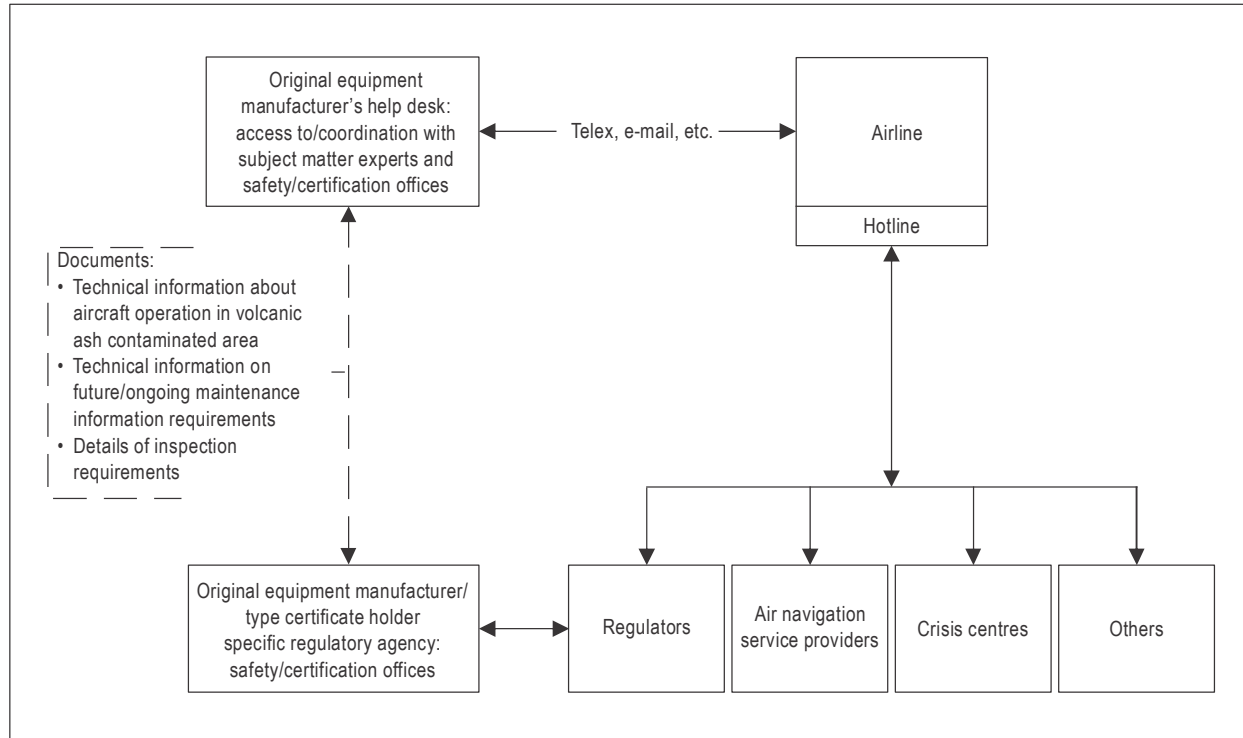 Original equipment
manufacturer’s help desk:
access to/coordination with
subject matter experts and
safety/certification offices
Telex, e-mail, etc.
Airline
Hotline
Documents:
• Technical information about
aircraft operation in volcanic
ash contaminated area
• Technical information on
future/ongoing maintenance
information requirements
• Details of inspection
requirements
Original equipment manufacturer/
type certificate holder
specific regulatory agency:
safety/certification offices
Regulators
Air navigation
service providers
Crisis centres
Others